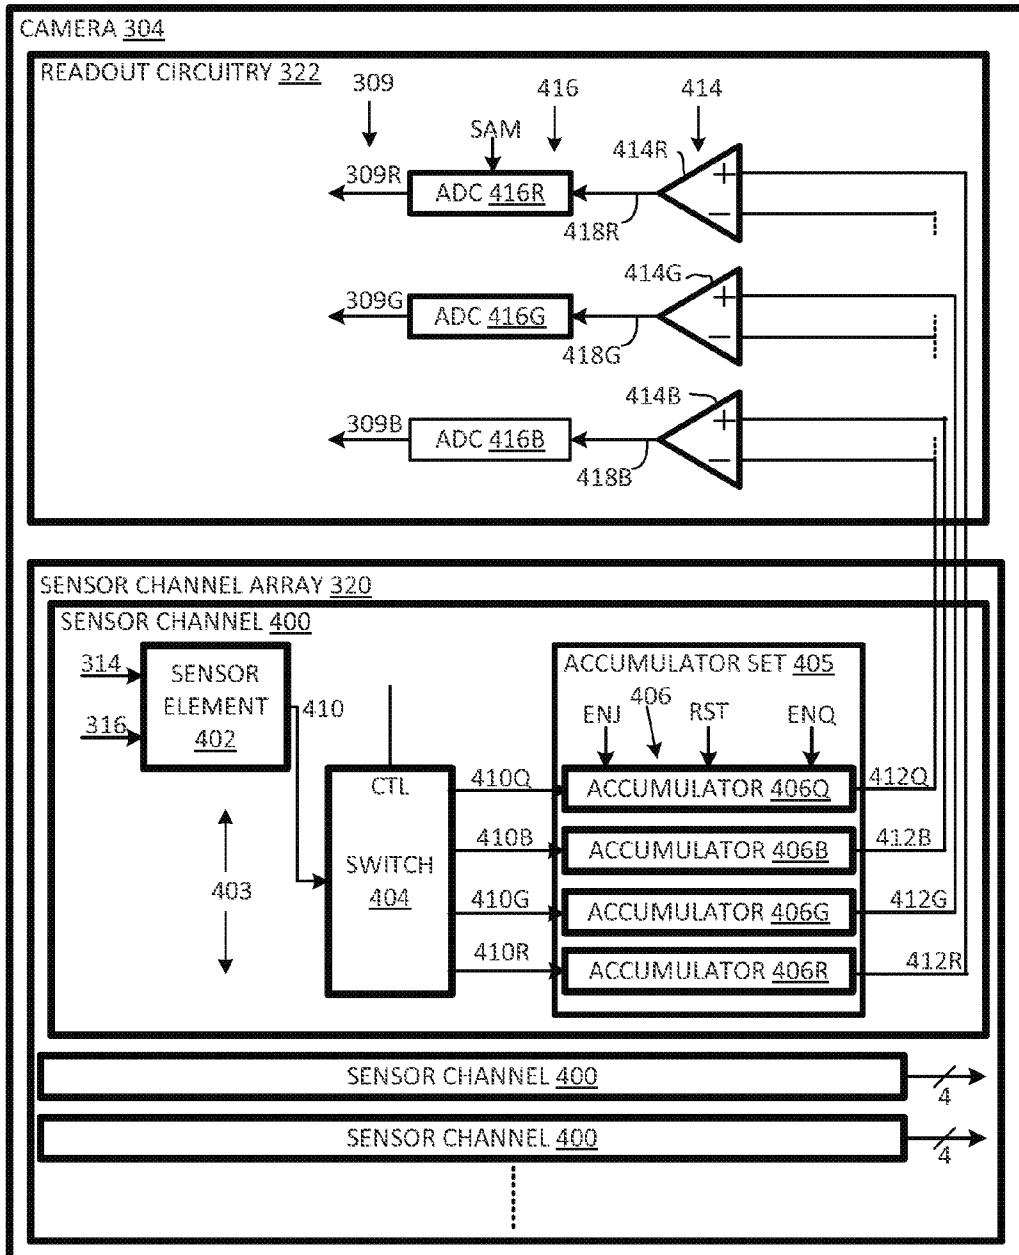 CAMERA 304
READOUT CIRCUITRY 322
309
416
414
SAM
414R
309R
ADC 416R
+
−
418R
414G
309G
ADC 416G
+
−
418G
414B
309B
ADC 416B
+
−
418B
SENSOR CHANNEL ARRAY 320
SENSOR CHANNEL 400
314
316
SENSOR
ELEMENT
402
410
403
CTL
SWITCH
404
410Q
410B
410G
410R
ACCUMULATOR SET 405
406
ENJ
RST
ENQ
ACCUMULATOR 406Q
ACCUMULATOR 406B
ACCUMULATOR 406G
ACCUMULATOR 406R
412Q
412B
412G
412R
SENSOR CHANNEL 400
4
SENSOR CHANNEL 400
4